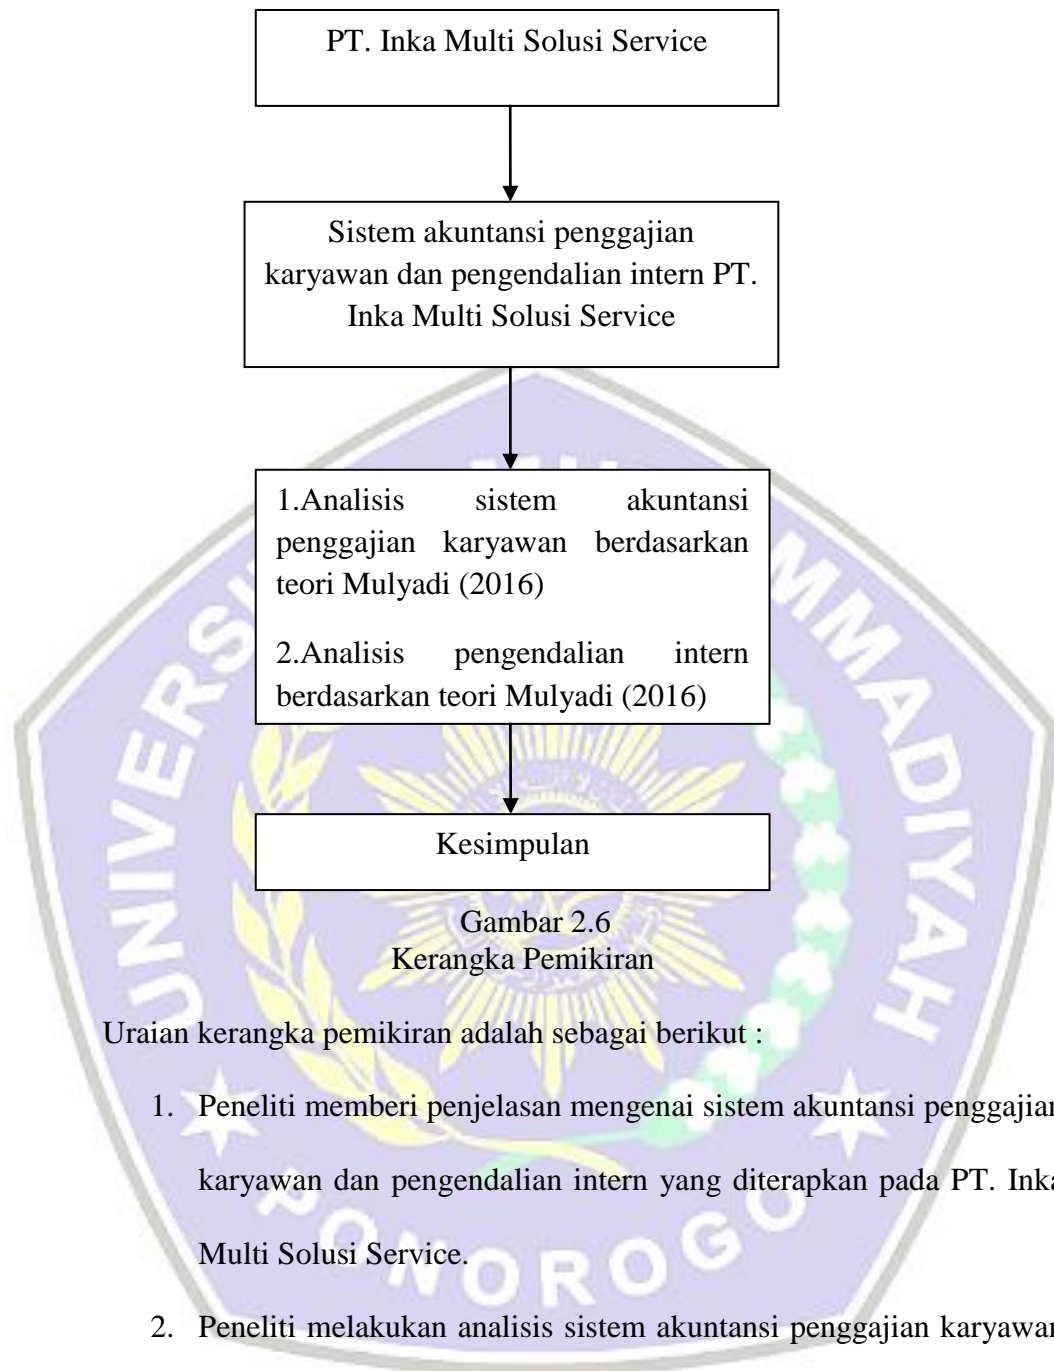 PT. Inka Multi Solusi Service
Sistem akuntansi penggajian
karyawan dan pengendalian intern PT.
Inka Multi Solusi Service
1.Analisis sistem akuntansi
penggajian karyawan berdasarkan
teori Mulyadi (2016)
2.Analisis pengendalian intern
berdasarkan teori Mulyadi (2016)
Kesimpulan
Gambar 2.6
Kerangka Pemikiran
Uraian kerangka pemikiran adalah sebagai berikut :
1. Peneliti memberi penjelasan mengenai sistem akuntansi penggajian
karyawan dan pengendalian intern yang diterapkan pada PT. Inka
Multi Solusi Service.
2. Peneliti melakukan analisis sistem akuntansi penggajian karyawan
PONOROGO